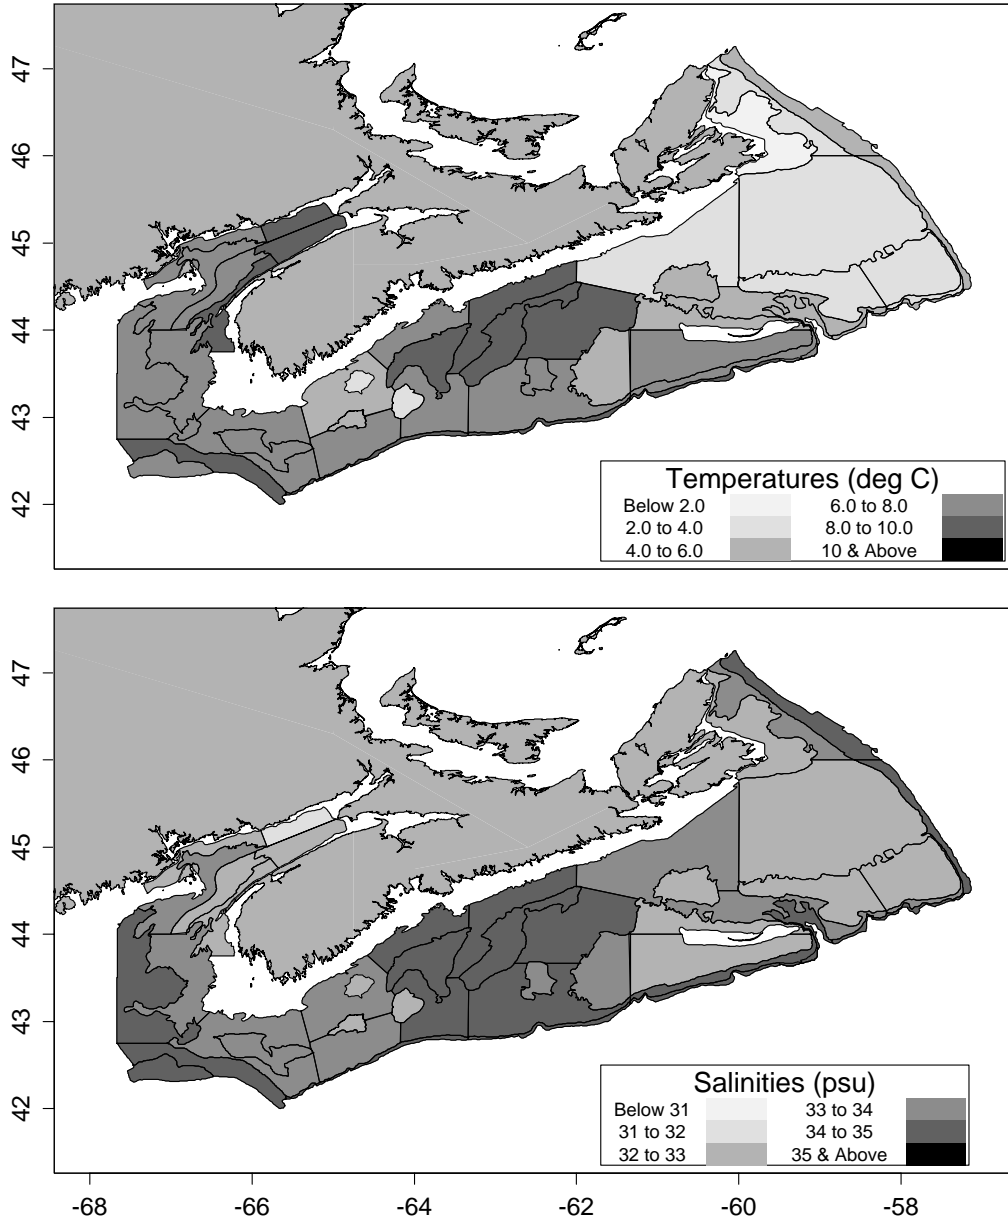 47
46
45
44
43
42
Temperatures (deg C)
Below 2.0 6.0 to 8.0
2.0 to 4.0 8.0 to 10.0
4.0 to 6.0 10 & Above
47
46
45
44
43
42
Salinities (psu)
Below 31 33 to 34
31 to 32 34 to 35
32 to 33 35 & Above
-68 -66 -64 -62 -60 -58